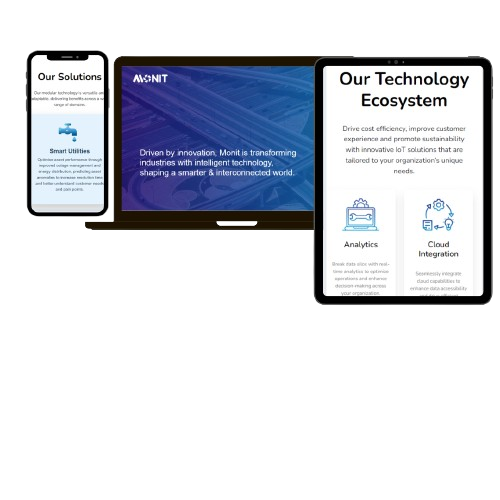 Our Solutions
Our modular technology is versatile and
adaptable, delivering benefits across a wide
range of domains.
Smart Utilities
Optimise asset performance through
improved outage management and
energy distribution, predicting asset
anomalies to increase resolution time
and better understand customer needs
and pain points.
MONIT
Driven by innovation, Monit is transforming
industries with intelligent technology,
shaping a smarter & interconnected world.
Our Technology
Ecosystem
Drive cost efficiency, improve customer
experience and promote sustainability
with innovative IoT solutions that are
tailored to your organization's unique
needs.
Analytics
Break data silos with real-
time analytics to optimise
operations and enhance
decision-making across
your organization.
Cloud
Integration
Seamlessly integrate
cloud capabilities to
enhance data accessibility